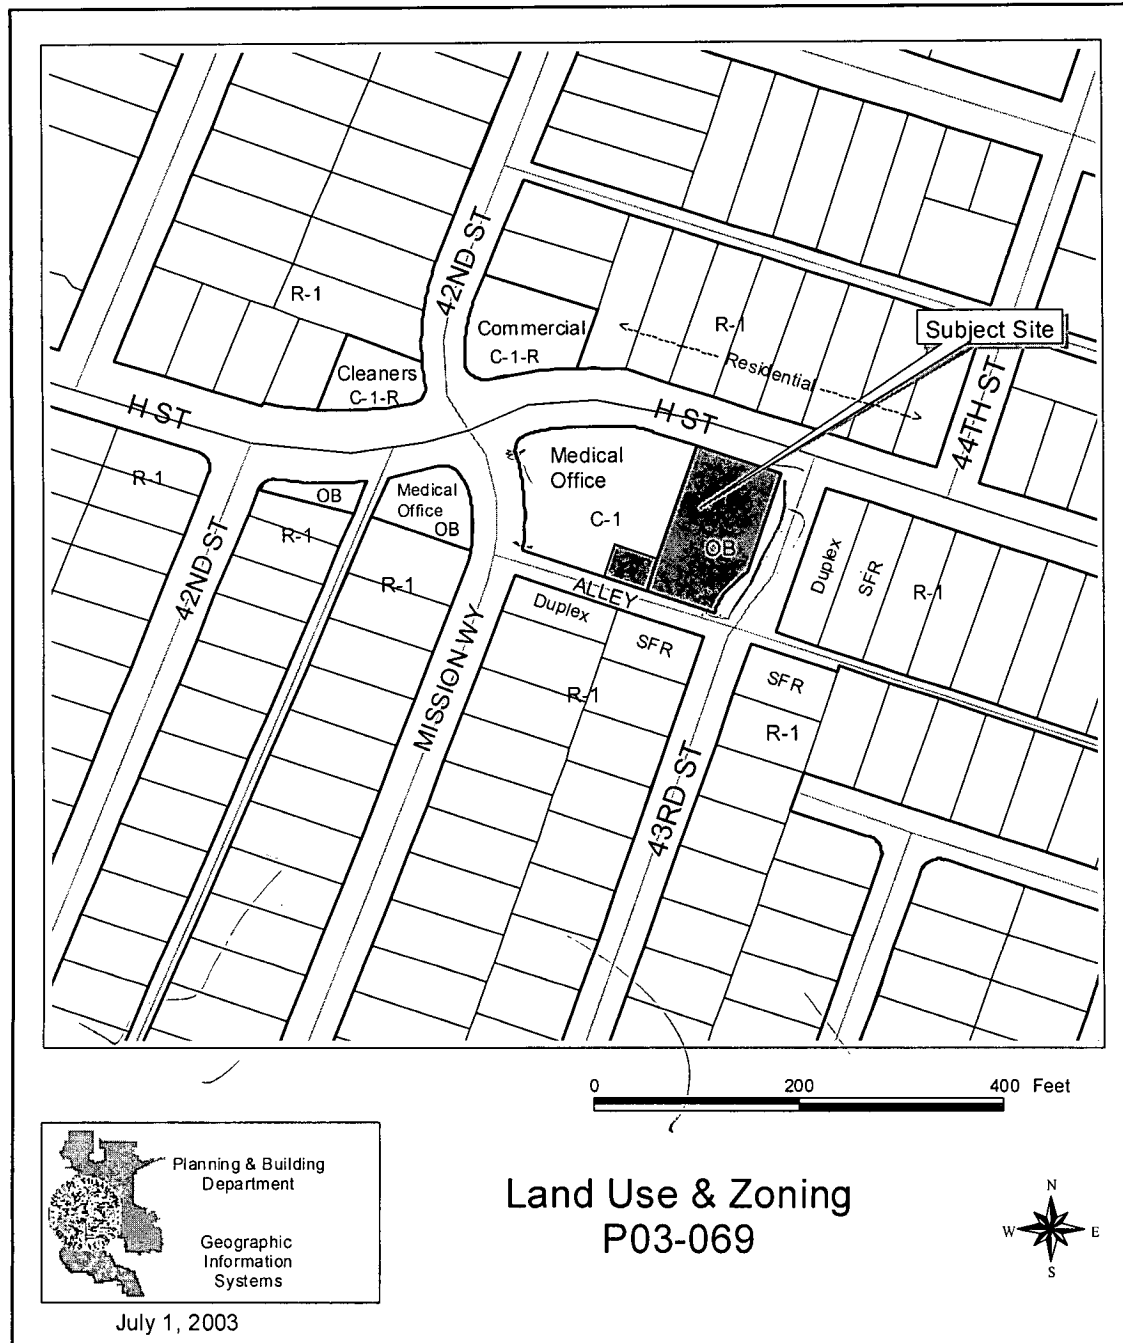 42ND ST
R-1
Commercial
C-1-R
R-1
Subject Site
Residential
Cleaners
C-1-R
H ST
H ST
44TH ST
R-1
OB
Medical
Office
OB
Medical
Office
C-1
OB
R-1
42ND ST
R-1
ALLEY
Duplex
SFR
R-1
Duplex
SFR
R-1
MISSION WY
SFR
R-1
43RD ST
0 200 400 Feet
Planning & Building
Department
Geographic
Information
Systems
July 1, 2003
Land Use & Zoning
P03-069
N
W E
S